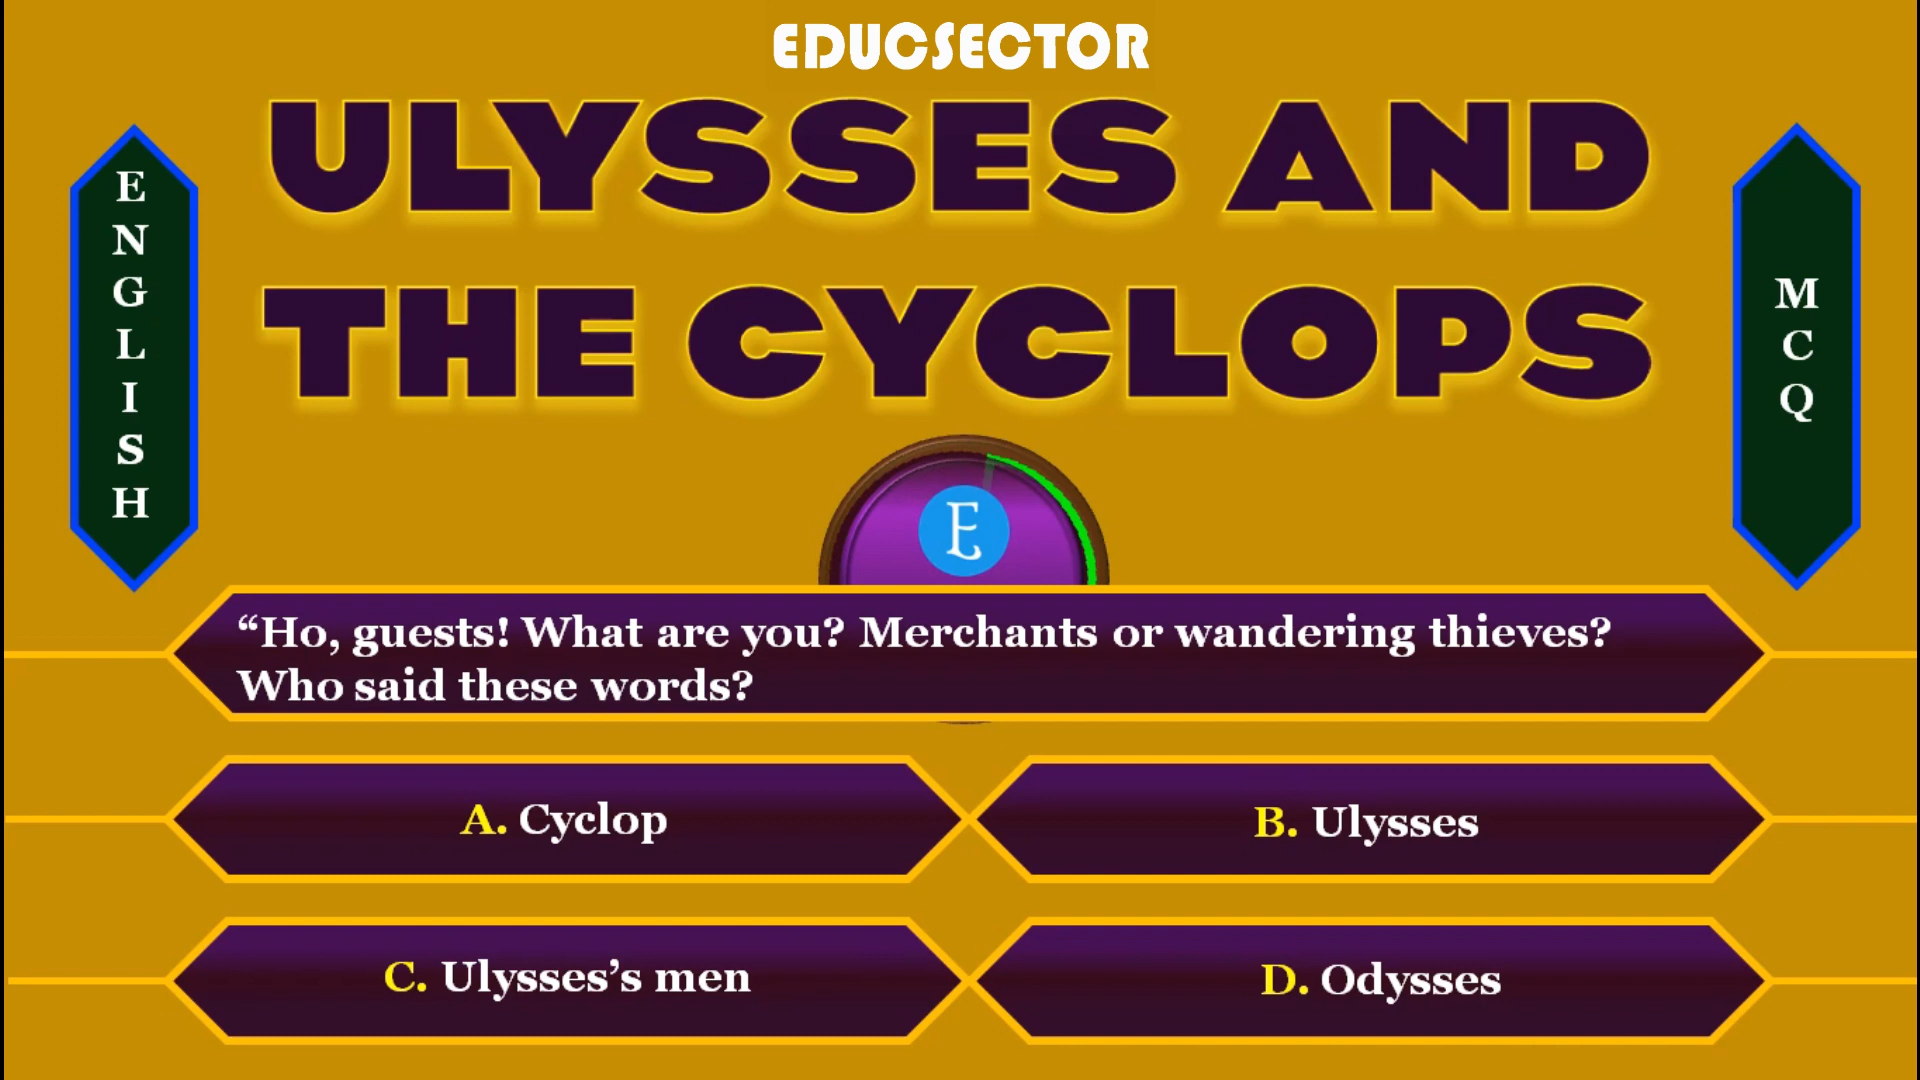 EDUCSECTOR
ULYSSES AND
THE CYCLOPS
ENGLISH
MCQ
E
“Ho, guests! What are you? Merchants or wandering thieves?
Who said these words?
A. Cyclop
B. Ulysses
C. Ulysses’s men
D. Odysses